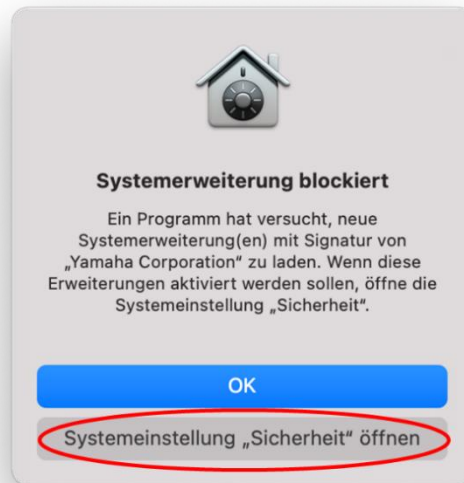 Systemerweiterung blockiert
Ein Programm hat versucht, neue
Systemerweiterung(en) mit Signatur von
„Yamaha Corporation“ zu laden. Wenn diese
Erweiterungen aktiviert werden sollen, öffne die
Systemeinstellung „Sicherheit“.
OK
Systemeinstellung „Sicherheit“ öffnen